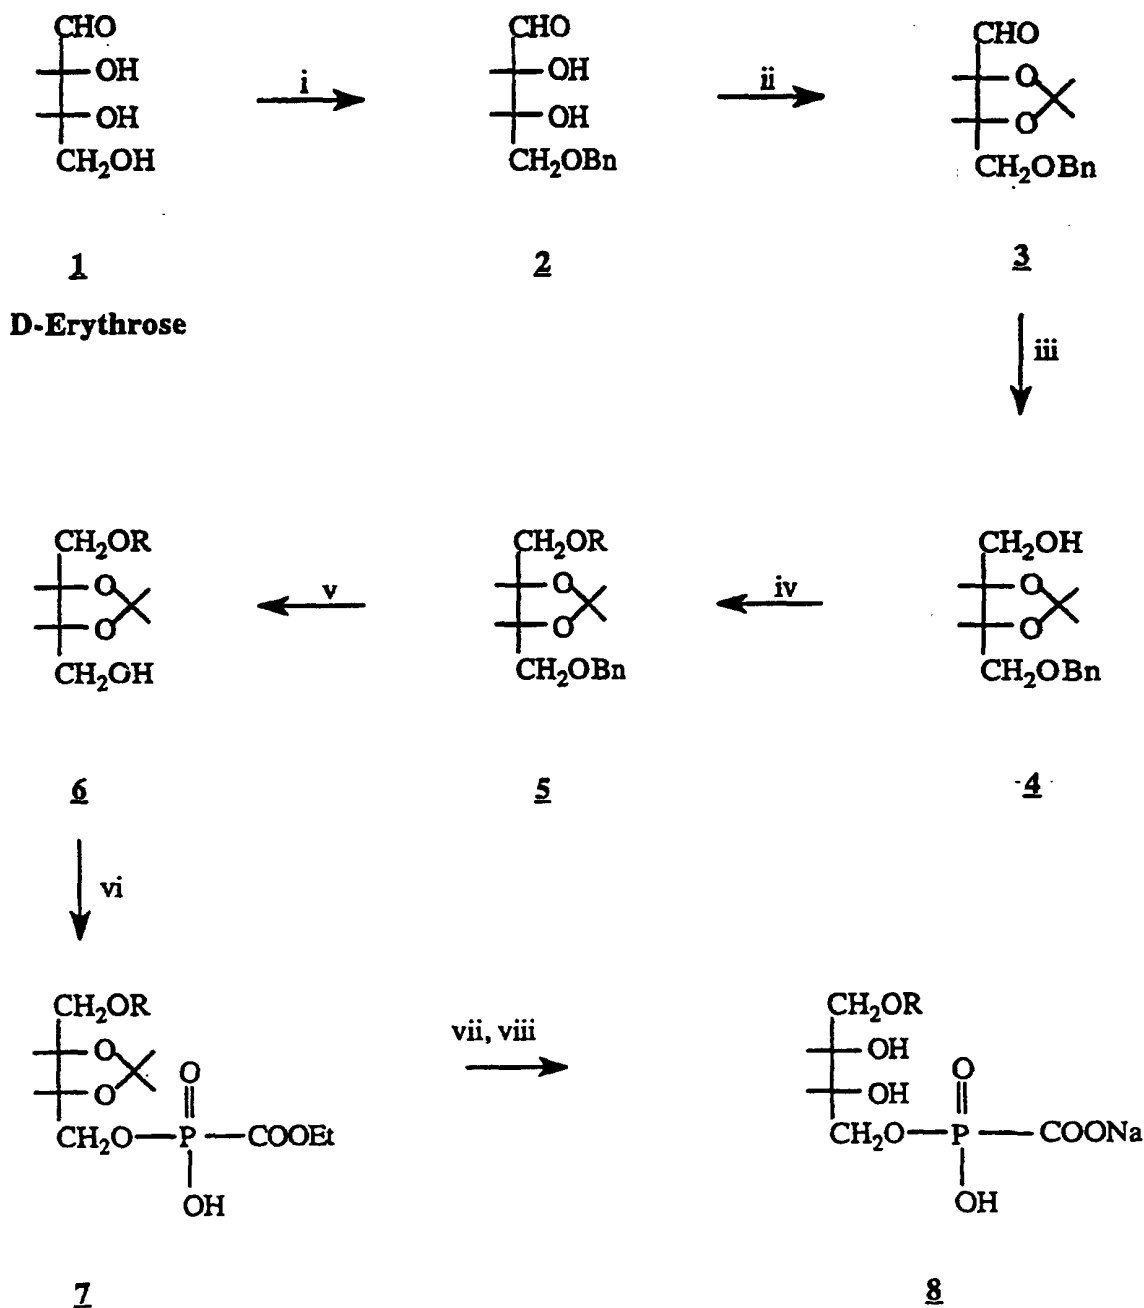 CHO
OH
OH
CH₂OH
i
CHO
OH
OH
CH₂OBn
ii
CHO
O
O
CH₂OBn
1
2
3
D-Erythrose
iii
CH₂OR
O
O
CH₂OH
v
CH₂OR
O
O
CH₂OBn
iv
CH₂OH
O
O
CH₂OBn
6
5
4
vi
CH₂OR
O
O
O
CH₂O—P—COOEt
OH
vii, viii
CH₂OR
OH
OH
O
CH₂O—P—COONa
OH
7
8